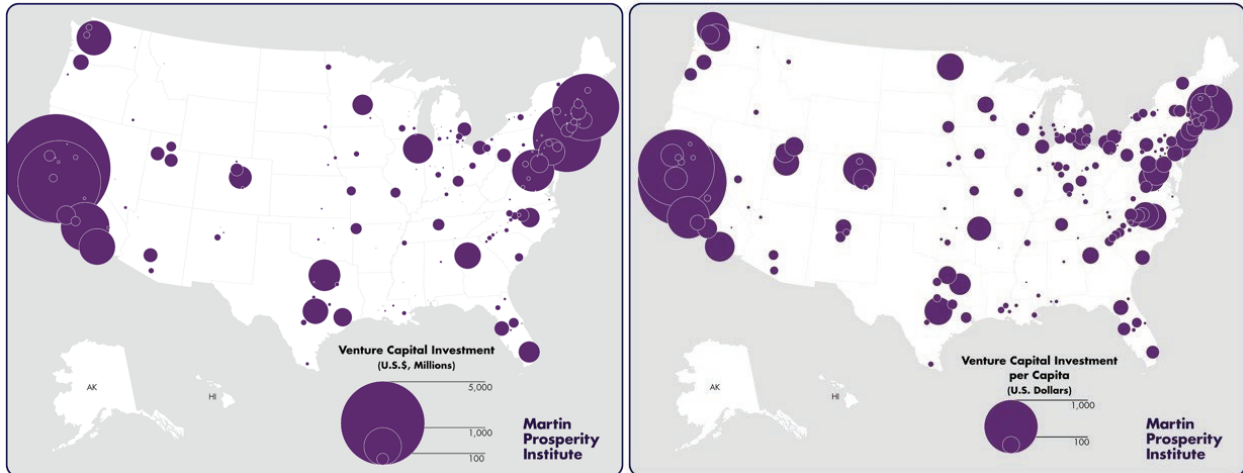 AK
HI
Venture Capital Investment
(U.S.$, Millions)
5,000
1,000
100
Martin
Prosperity
Institute
AK
HI
Venture Capital Investment
per Capita
(U.S. Dollars)
1,000
100
Martin
Prosperity
Institute